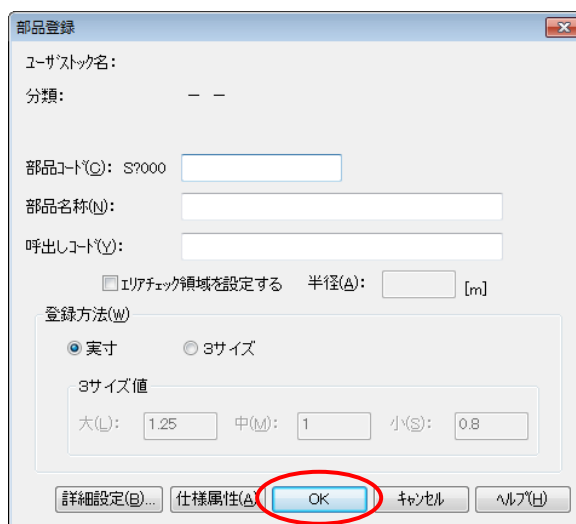 部品登録
ﾕｰｻﾞｽﾄｯｸ名：
分類： － －
部品ｺｰﾄﾞ(C)： S?000
部品名称(N)：
呼出しｺｰﾄﾞ(Y)：
ｴﾘｱﾁｪｯｸ領域を設定する 半径(A)： [m]
登録方法(W)
実寸 3サイズ
3サイズ値
大(L)： 1.25 中(M)： 1 小(S)： 0.8
詳細設定(B)... 仕様属性(A) OK ｷｬﾝｾﾙ ﾍﾙﾌﾟ(H)